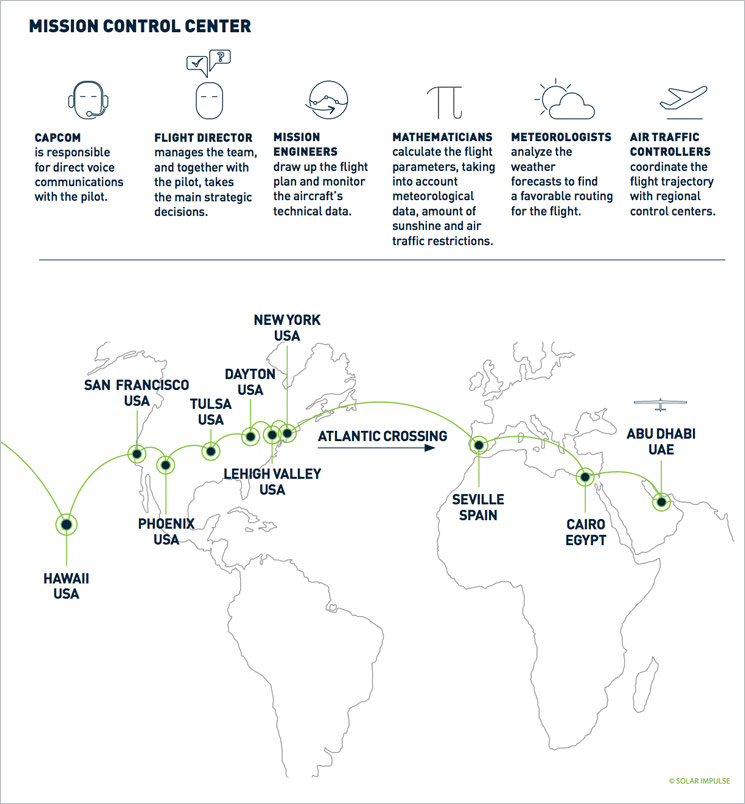 MISSION CONTROL CENTER
?
CAPCOM
is responsible
for direct voice
communications
with the pilot.
FLIGHT DIRECTOR
manages the team,
and together with
the pilot, takes
the main strategic
decisions.
MISSION
ENGINEERS
draw up the flight
plan and monitor
the aircraft's
technical data.
MATHEMATICIANS
calculate the flight
parameters, taking
into account
meteorological
data, amount of
sunshine and air
traffic restrictions.
METEOROLOGISTS
analyze the
weather
forecasts to find
a favorable routing
for the flight.
AIR TRAFFIC
CONTROLLERS
coordinate the
flight trajectory
with regional
control centers.
NEW YORK
USA
DAYTON
USA
SAN FRANCISCO
USA
TULSA
USA
ATLANTIC CROSSING
ABU DHABI
UAE
LEHIGH VALLEY
USA
PHOENIX
USA
SEVILLE
SPAIN
CAIRO
EGYPT
HAWAII
USA
© SOLAR IMPULSE